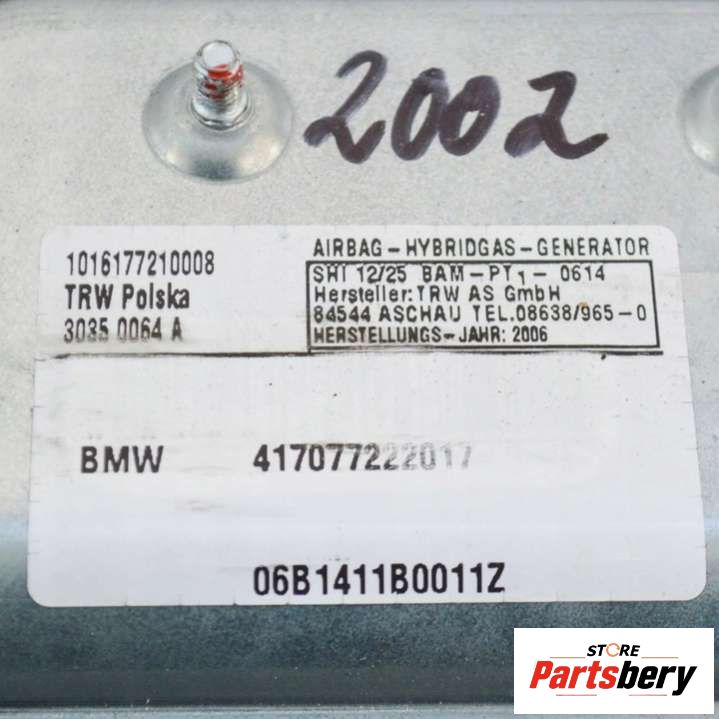 2002
1016177210008
TRW Polska
3035 0064 A
AIRBAG-HYBRIDGAS-GENERATOR
SHI 12/25 BAM-PT1-0614
Hersteller:TRW AS GmbH
84544 ASCHAU TEL.08638/965-0
HERSTELLUNGS-JAHR: 2006
BMW 417077222017
06B1411B0011Z
STORE
Partsbery